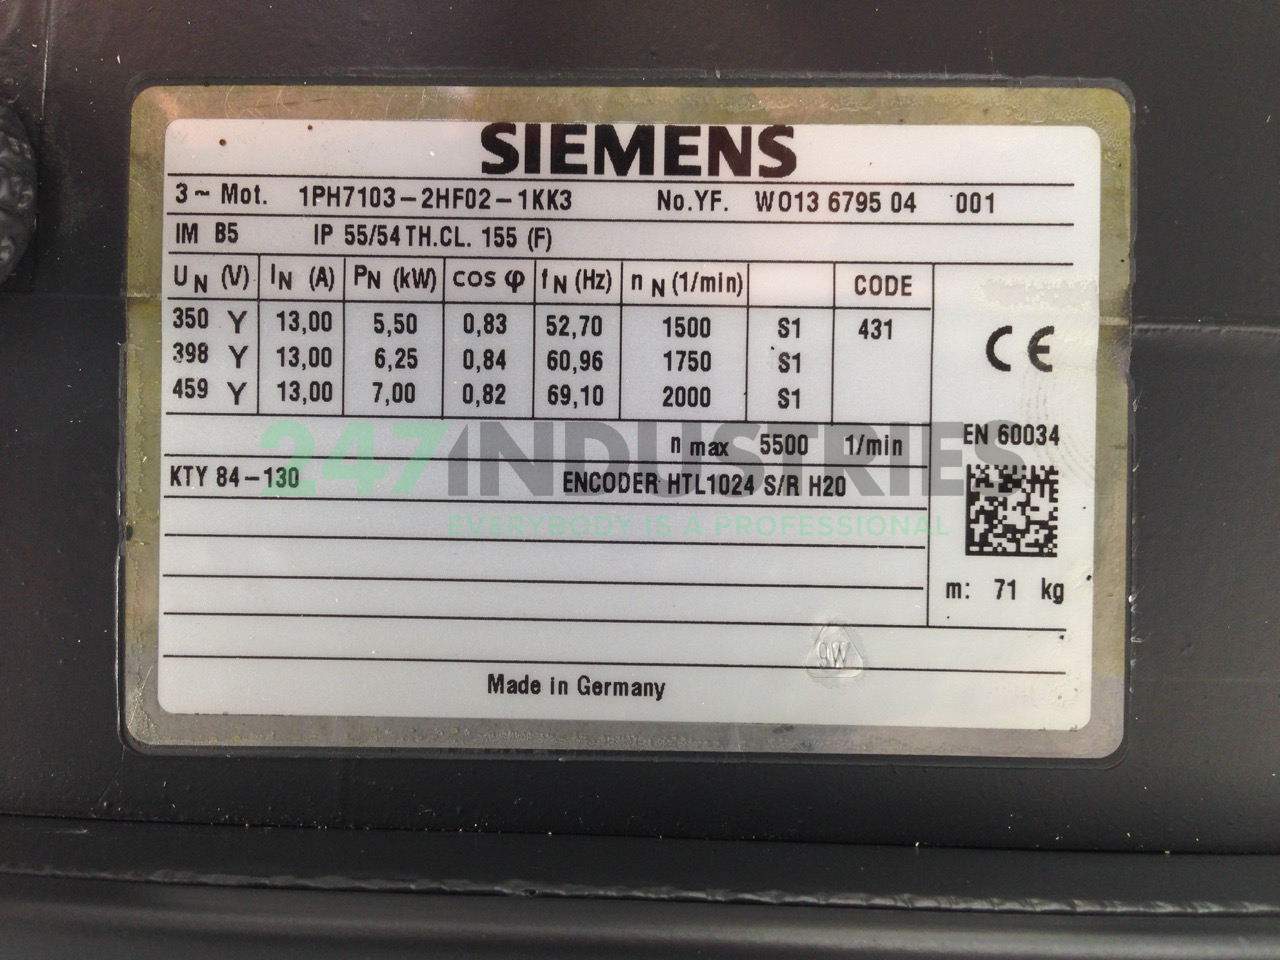 SIEMENS
3 ~ Mot. 1PH7103-2HF02-1KK3 No.YF. W013 6795 04 001
IM B5 IP 55/54 TH.CL. 155 (F)
UN (V) IN (A) PN (kW) cos φ fN (Hz) nN (1/min) CODE
350 Y 13,00 5,50 0,83 52,70 1500 S1 431
398 Y 13,00 6,25 0,84 60,96 1750 S1
459 Y 13,00 7,00 0,82 69,10 2000 S1
CE
n max 5500 1/min EN 60034
247INDUSTRIES
KTY 84-130 ENCODER HTL1024 S/R H20
EVERYBODY IS A PROFESSIONAL
m: 71 kg
9W
Made in Germany